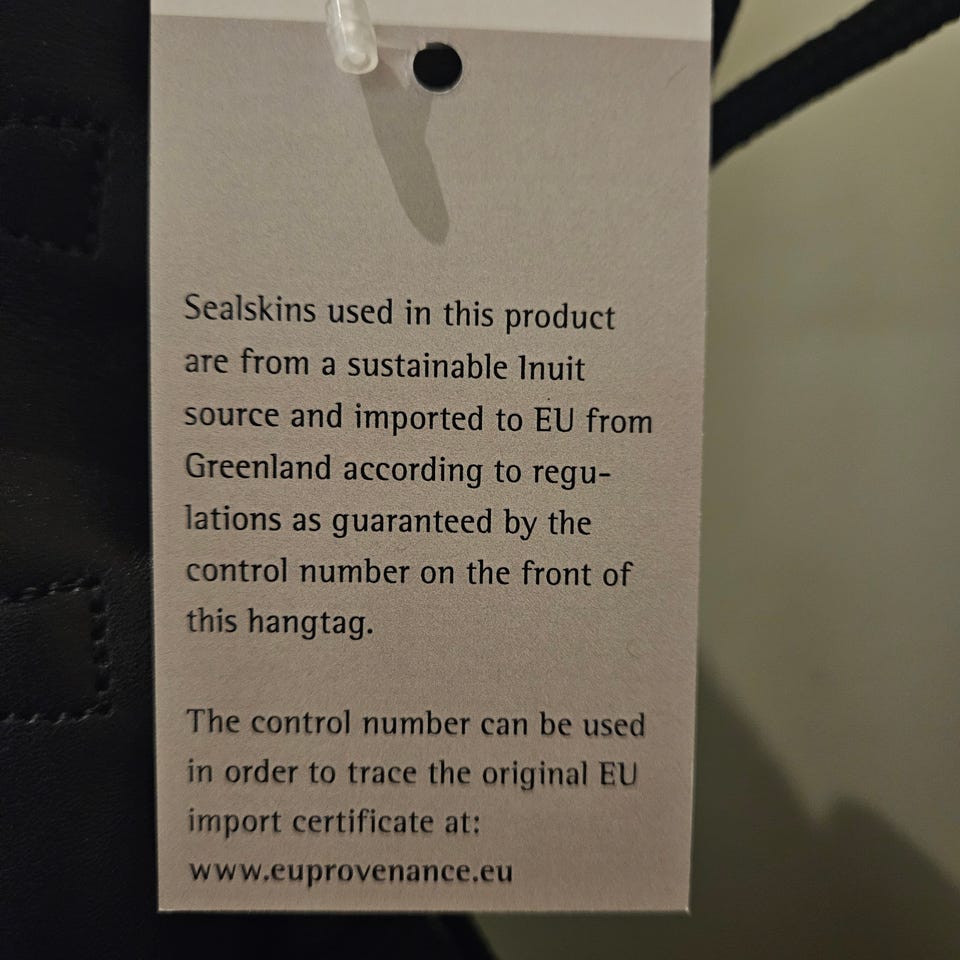 Sealskins used in this product
are from a sustainable Inuit
source and imported to EU from
Greenland according to regu-
lations as guaranteed by the
control number on the front of
this hangtag.
The control number can be used
in order to trace the original EU
import certificate at:
www.euprovenance.eu